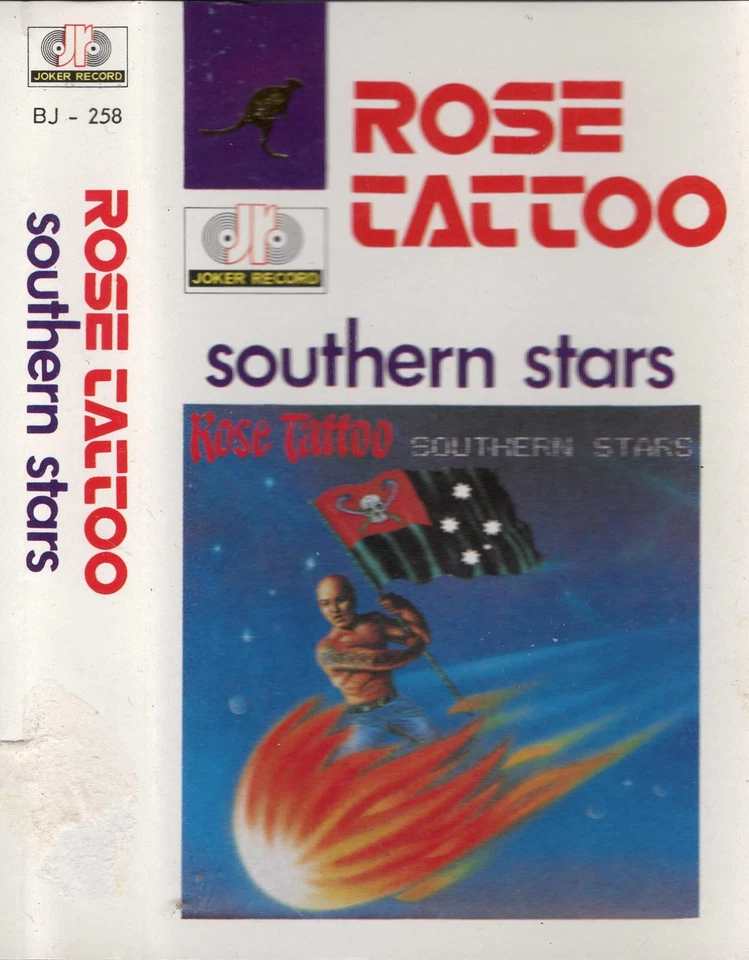 JOKER RECORD
BJ - 258
ROSE TATTOO
southern stars
ROSE
TATTOO
JOKER RECORD
southern stars
Rose Tattoo SOUTHERN STARS